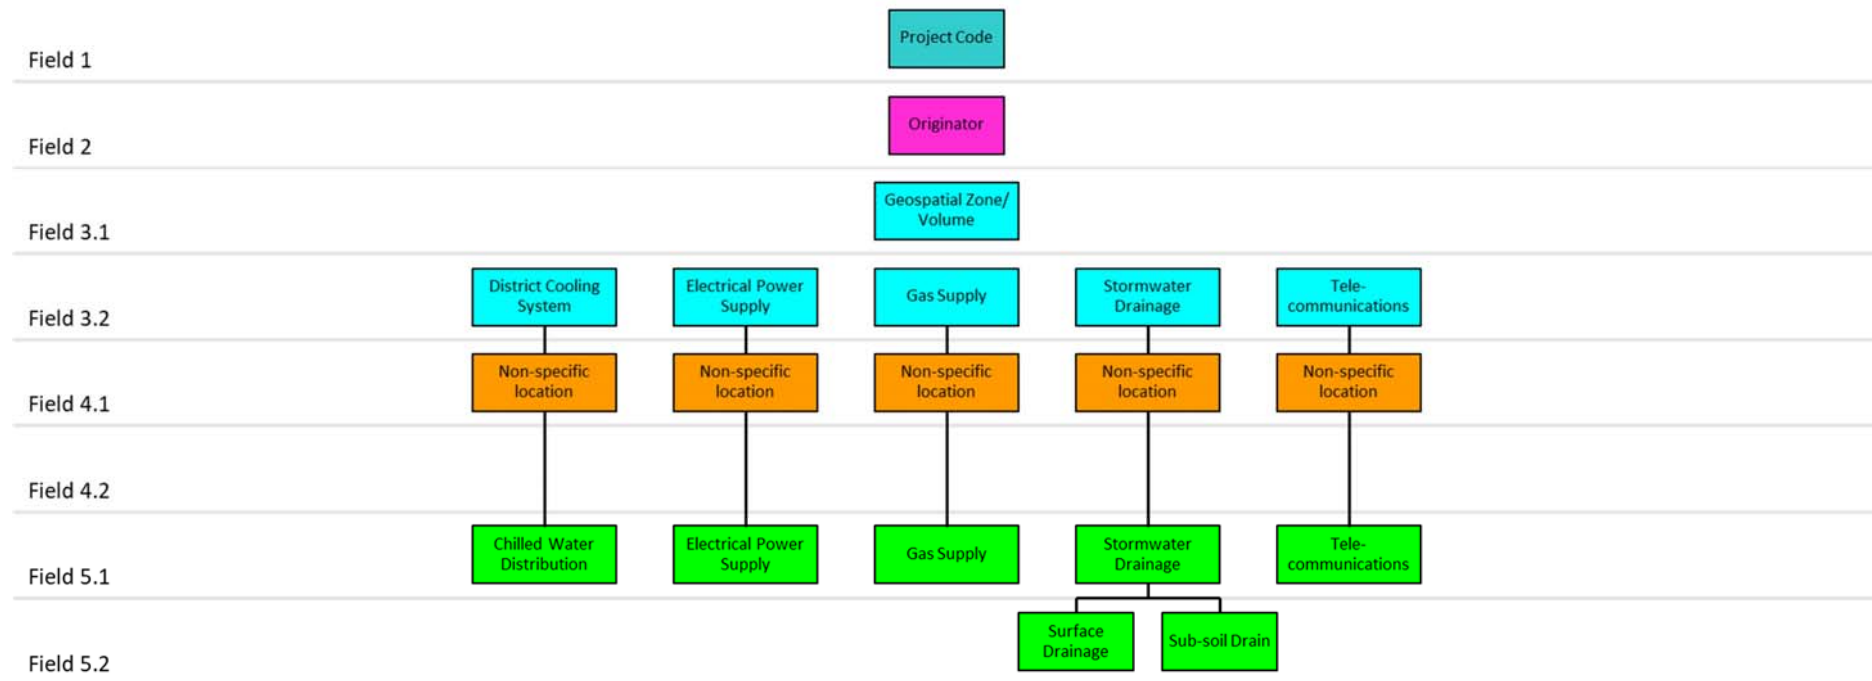 Project Code
Field 1
Originator
Field 2
Geospatial Zone/
Volume
Field 3.1
District Cooling
System
Electrical Power
Supply
Gas Supply
Stormwater
Drainage
Tele-
communications
Field 3.2
Non-specific
location
Non-specific
location
Non-specific
location
Non-specific
location
Non-specific
location
Field 4.1
Field 4.2
Chilled Water
Distribution
Electrical Power
Supply
Gas Supply
Stormwater
Drainage
Tele-
communications
Field 5.1
Surface
Drainage
Sub-soil Drain
Field 5.2